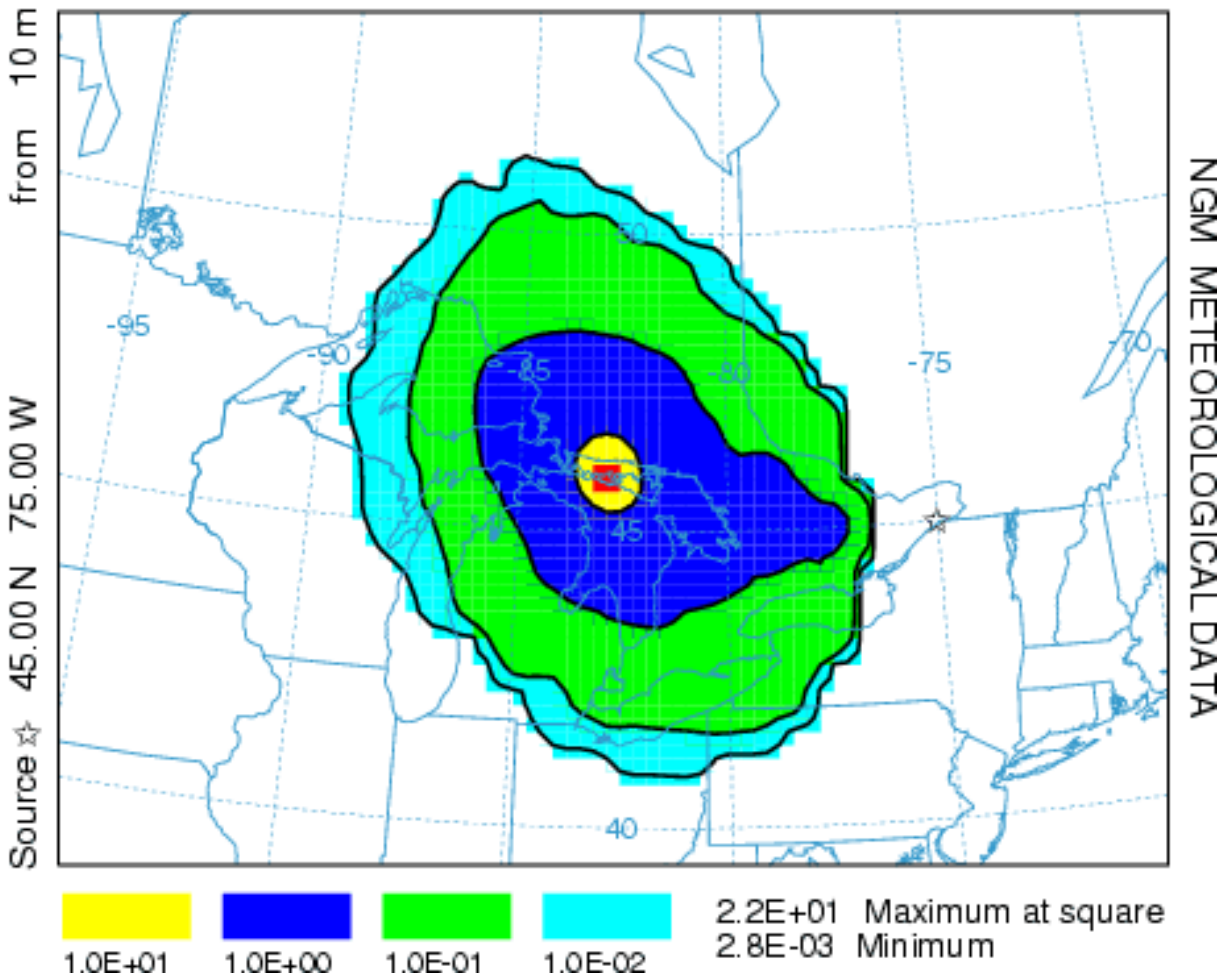 Source ☆ 45.00 N 75.00 W from 10 m
NGM METEOROLOGICAL DATA
50
-95
-90
-85
-80
-75
-70
45
40
1.0E+01 1.0E+00 1.0E-01 1.0E-02
2.2E+01 Maximum at square
2.8E-03 Minimum